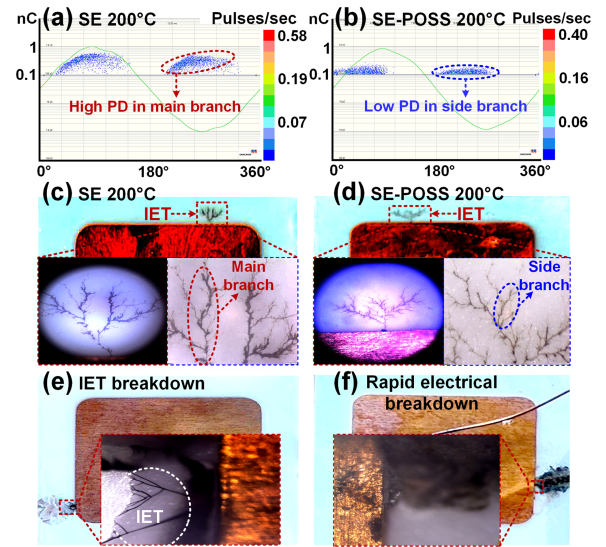 (a) SE 200°C
Pulses/sec
nC
1
0.1
0.58
0.19
0.07
High PD in main branch
0°
180°
360°
(b) SE-POSS 200°C
Pulses/sec
nC
1
0.1
0.40
0.16
0.06
Low PD in side branch
0°
180°
360°
(c) SE 200°C
IET
Main
branch
(d) SE-POSS 200°C
IET
Side
branch
(e) IET breakdown
IET
(f) Rapid electrical
breakdown